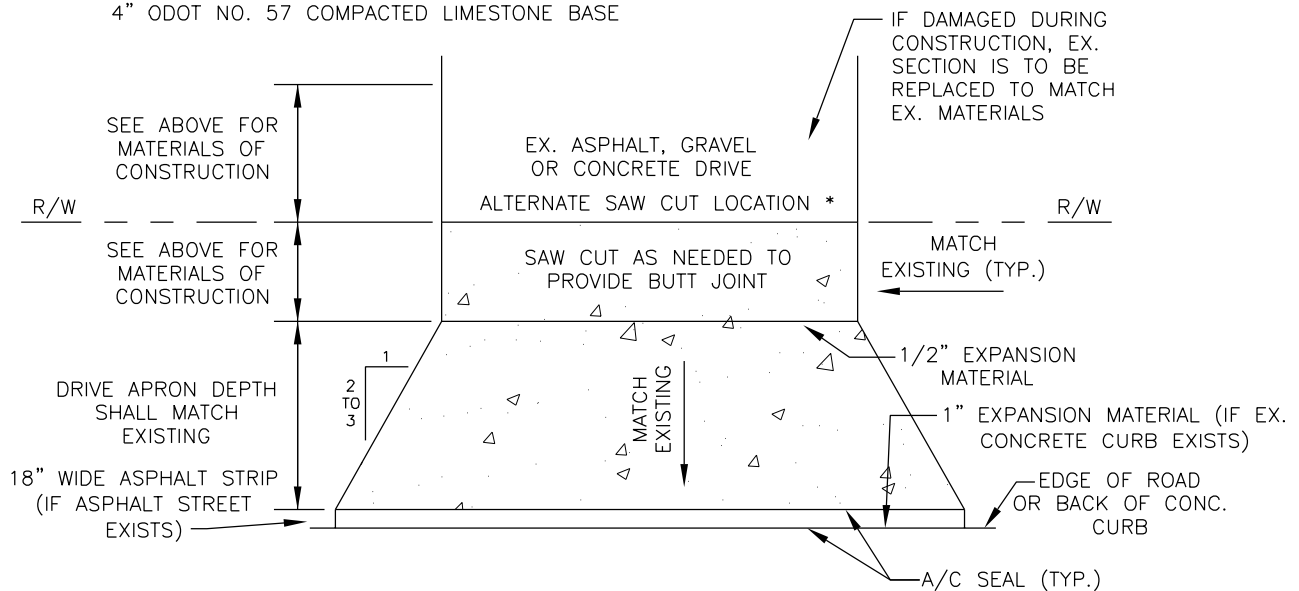 4” ODOT NO. 57 COMPACTED LIMESTONE BASE
IF DAMAGED DURING
CONSTRUCTION, EX.
SECTION IS TO BE
REPLACED TO MATCH
EX. MATERIALS
SEE ABOVE FOR
MATERIALS OF
CONSTRUCTION
EX. ASPHALT, GRAVEL
OR CONCRETE DRIVE
ALTERNATE SAW CUT LOCATION *
R/W
R/W
SEE ABOVE FOR
MATERIALS OF
CONSTRUCTION
SAW CUT AS NEEDED TO
PROVIDE BUTT JOINT
MATCH
EXISTING (TYP.)
1
2
TO
3
DRIVE APRON DEPTH
SHALL MATCH
EXISTING
MATCH
EXISTING
1/2” EXPANSION
MATERIAL
1” EXPANSION MATERIAL (IF EX.
CONCRETE CURB EXISTS)
18” WIDE ASPHALT STRIP
(IF ASPHALT STREET
EXISTS)
EDGE OF ROAD
OR BACK OF CONC.
CURB
A/C SEAL (TYP.)